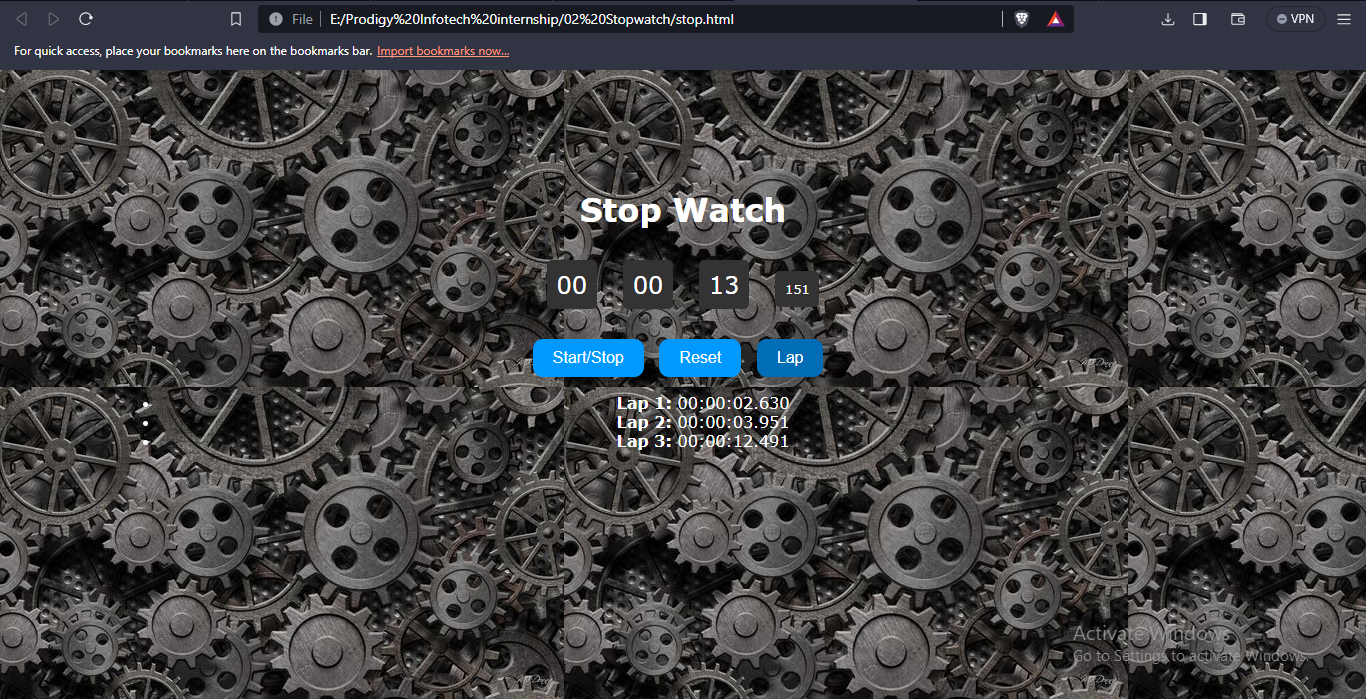 File E:/Prodigy%20Infotech%20internship/02%20Stopwatch/stop.html
VPN
For quick access, place your bookmarks here on the bookmarks bar. Import bookmarks now...
Stop Watch
00 00 13 151
Start/Stop Reset Lap
Lap 1: 00:00:02.630
Lap 2: 00:00:03.951
Lap 3: 00:00:12.491
Activate Windows
Go to Settings to activate Windows.